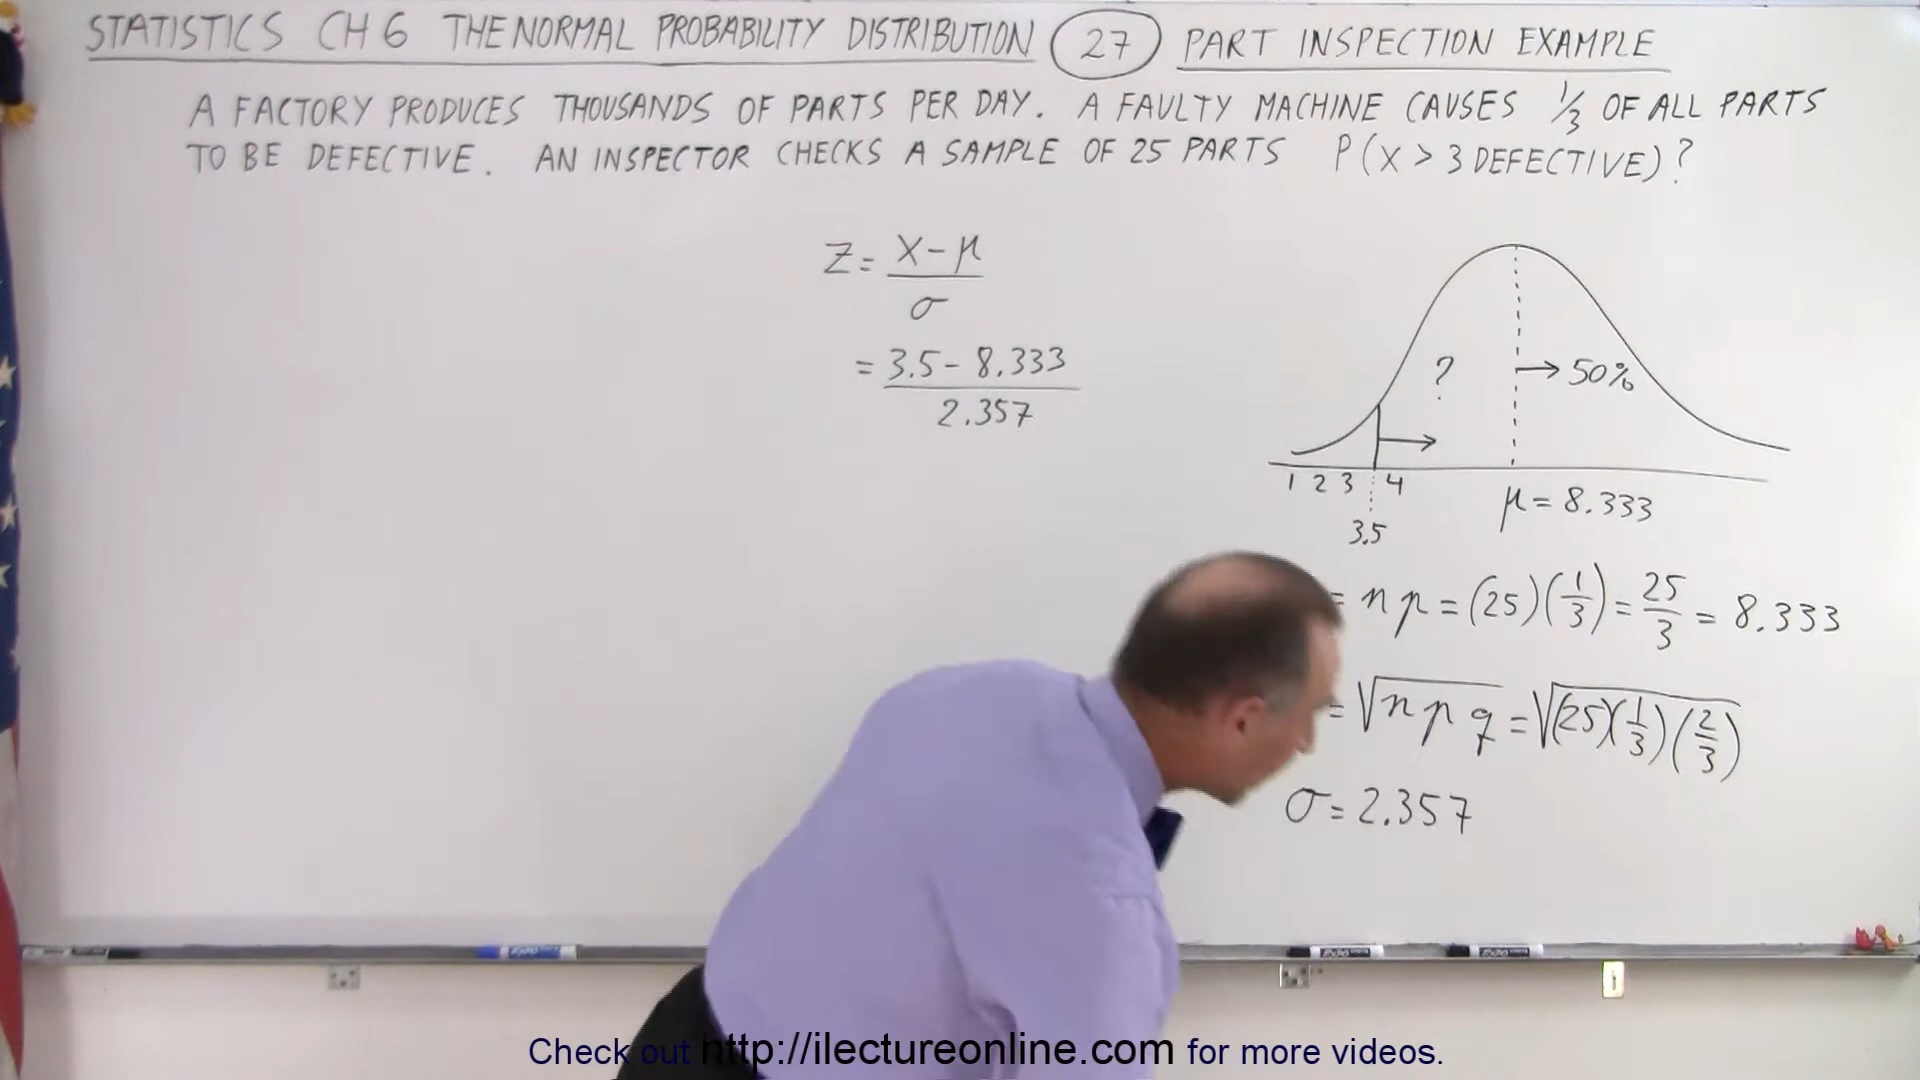 STATISTICS CH 6 THE NORMAL PROBABILITY DISTRIBUTION 27 PART INSPECTION EXAMPLE
A FACTORY PRODUCES THOUSANDS OF PARTS PER DAY. A FAULTY MACHINE CAUSES 1/3 OF ALL PARTS
TO BE DEFECTIVE. AN INSPECTOR CHECKS A SAMPLE OF 25 PARTS P(X > 3 DEFECTIVE)?
Z = X - μ
σ
= 3.5 - 8.333
2.357
? → 50%
→
1 2 3 4
3.5
μ = 8.333
= n p = (25)(1/3) = 25/3 = 8.333
= √n p q = √(25)(1/3)(2/3)
σ = 2.357
Check out http://ilectureonline.com for more videos.